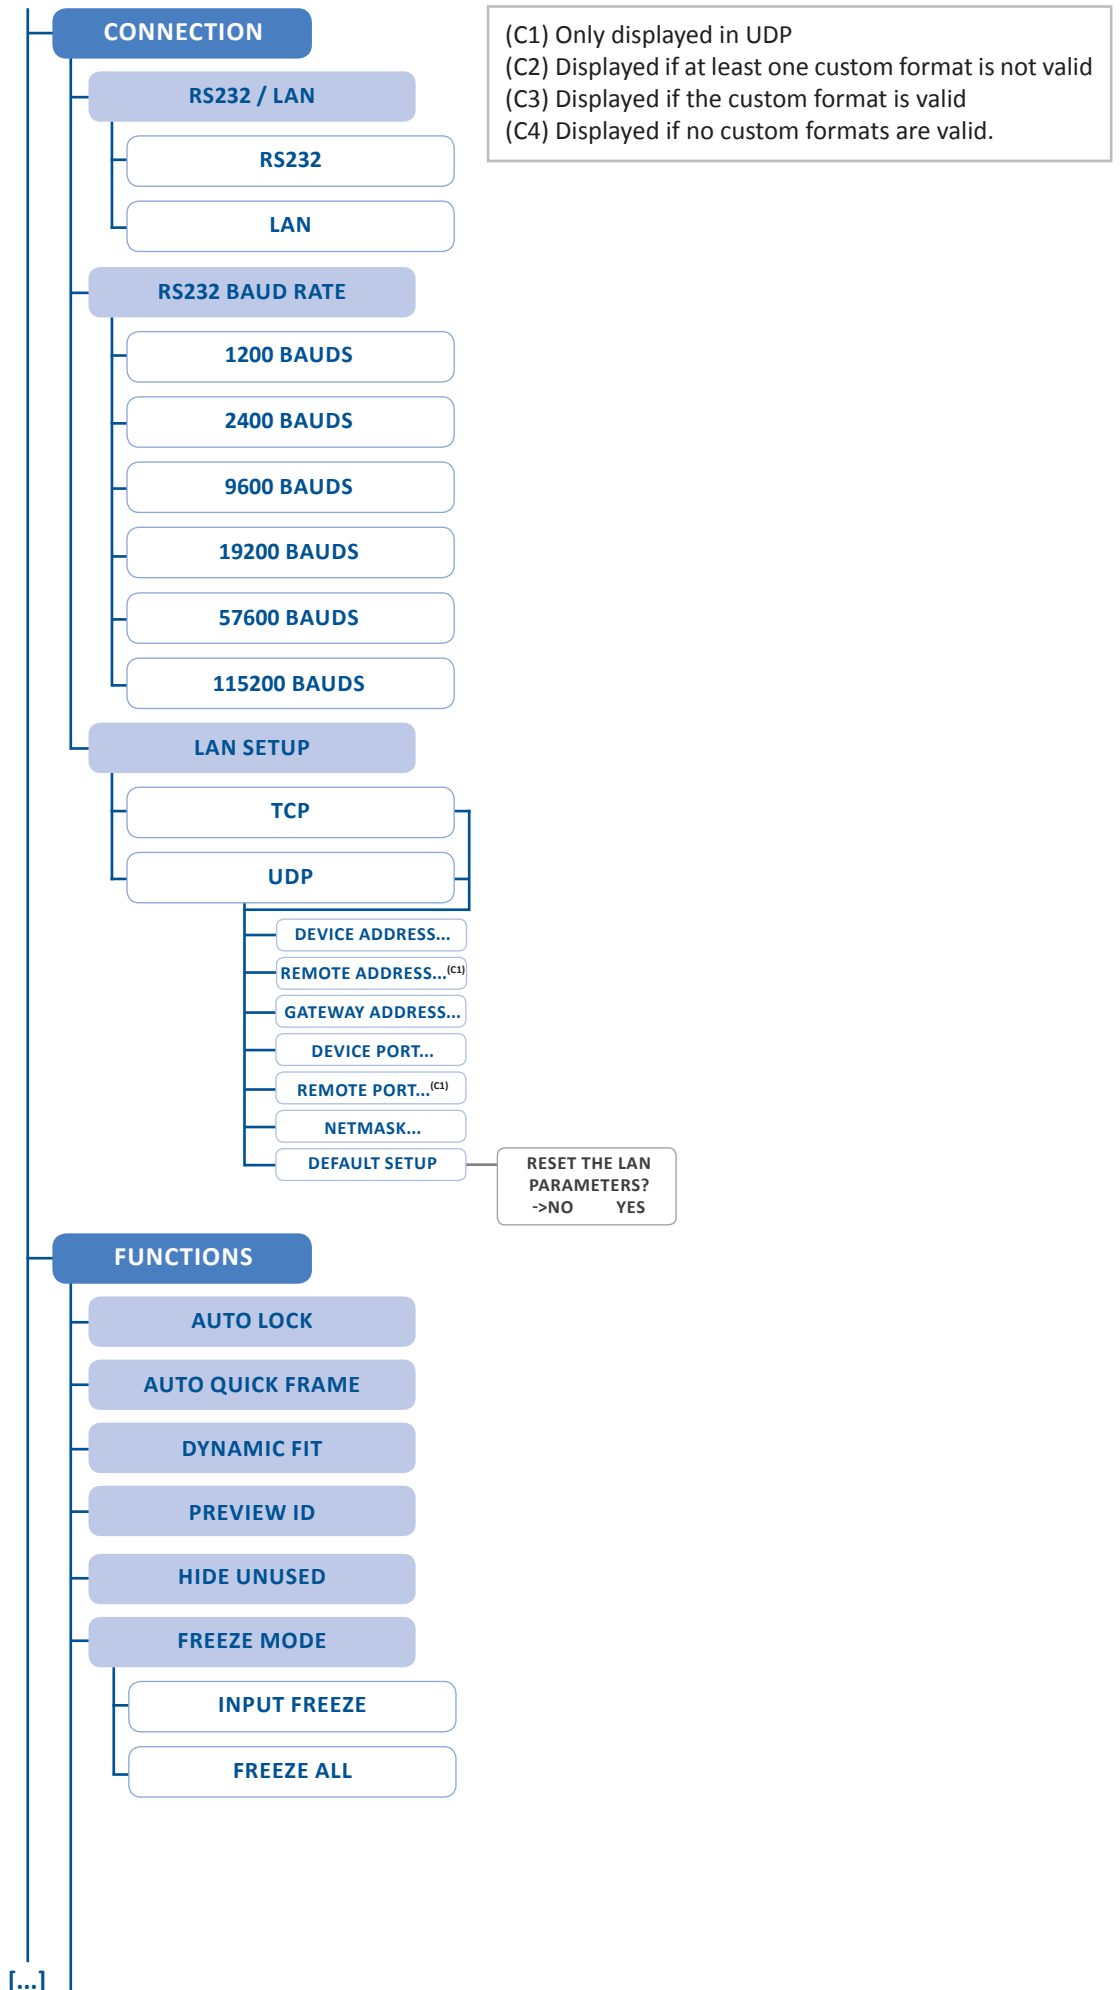 CONNECTION
(C1) Only displayed in UDP
(C2) Displayed if at least one custom format is not valid
(C3) Displayed if the custom format is valid
(C4) Displayed if no custom formats are valid.
RS232 / LAN
RS232
LAN
RS232 BAUD RATE
1200 BAUDS
2400 BAUDS
9600 BAUDS
19200 BAUDS
57600 BAUDS
115200 BAUDS
LAN SETUP
TCP
UDP
DEVICE ADDRESS...
REMOTE ADDRESS...(C1)
GATEWAY ADDRESS...
DEVICE PORT...
REMOTE PORT...(C1)
NETMASK...
DEFAULT SETUP
RESET THE LAN
PARAMETERS?
->NO YES
FUNCTIONS
AUTO LOCK
AUTO QUICK FRAME
DYNAMIC FIT
PREVIEW ID
HIDE UNUSED
FREEZE MODE
INPUT FREEZE
FREEZE ALL
[...]